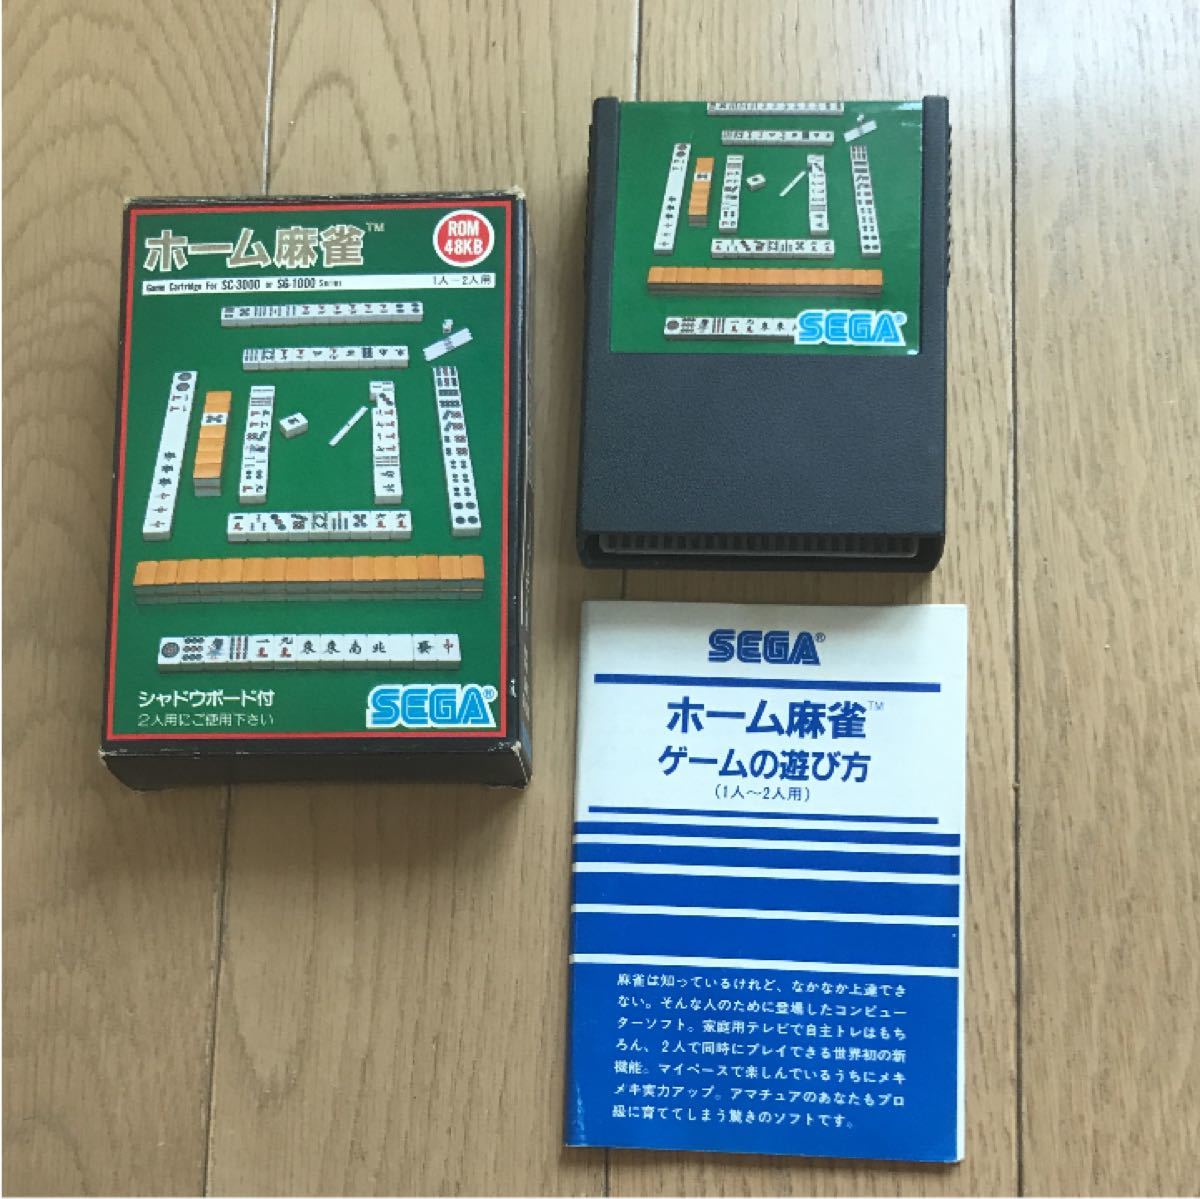 ホーム麻雀™
ROM
48KB
Game Cartridge For SC-3000 or SG-1000 Series
1人～2人用
シャドウボード付
2人用にご使用下さい
SEGA®
SEGA®
SEGA®
ホーム麻雀™
ゲームの遊び方
(1人～2人用)
麻雀は知っているけれど、なかなか上達でき
ない。そんな人のために登場したコンピュー
ターソフト。家庭用テレビで自主トレはもち
ろん、2人で同時にプレイできる世界初の新
機能。マイペースで楽しんでいるうちにメキ
メキ実力アップ。アマチュアのあなたもプロ
級に育ててしまう驚きのソフトです。